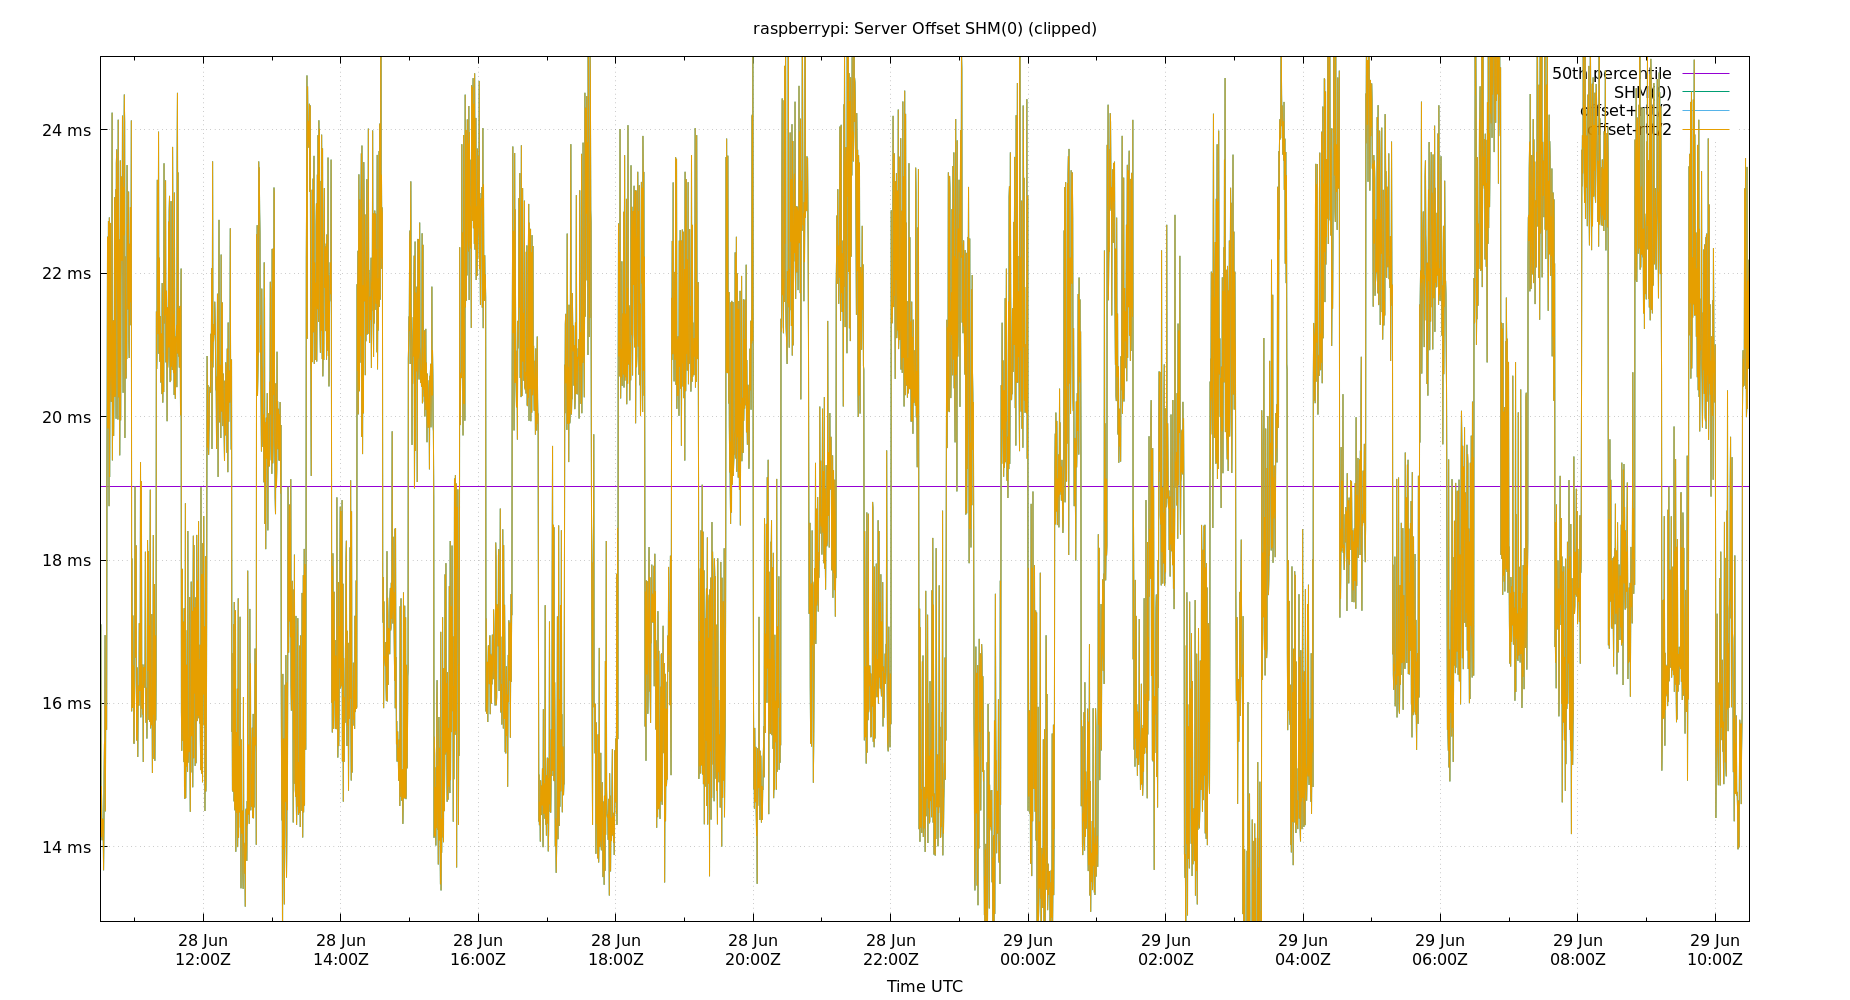 raspberrypi: Server Offset SHM(0) (clipped)
50th percentile
SHM(0)
offset+rtt/2
offset-rtt/2
24 ms
22 ms
20 ms
18 ms
16 ms
14 ms
28 Jun 28 Jun 28 Jun 28 Jun 28 Jun 28 Jun 29 Jun 29 Jun 29 Jun 29 Jun 29 Jun 29 Jun
12:00Z 14:00Z 16:00Z 18:00Z 20:00Z 22:00Z 00:00Z 02:00Z 04:00Z 06:00Z 08:00Z 10:00Z
Time UTC